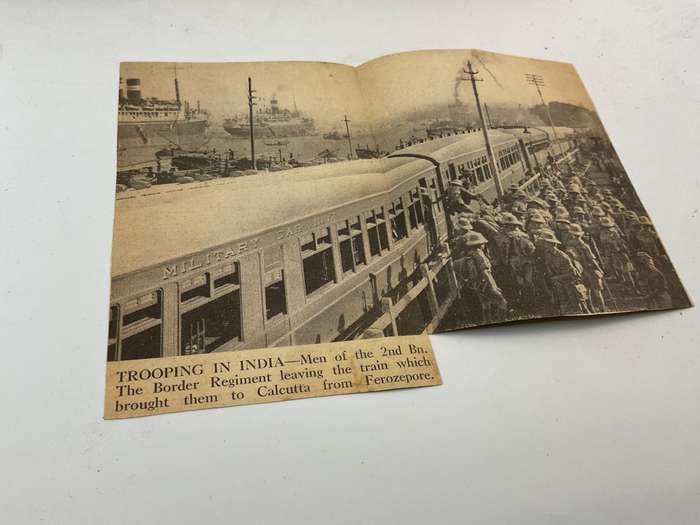 MILITARY CAR
TROOPING IN INDIA—Men of the 2nd Bn.
The Border Regiment leaving the train which
brought them to Calcutta from Ferozepore.